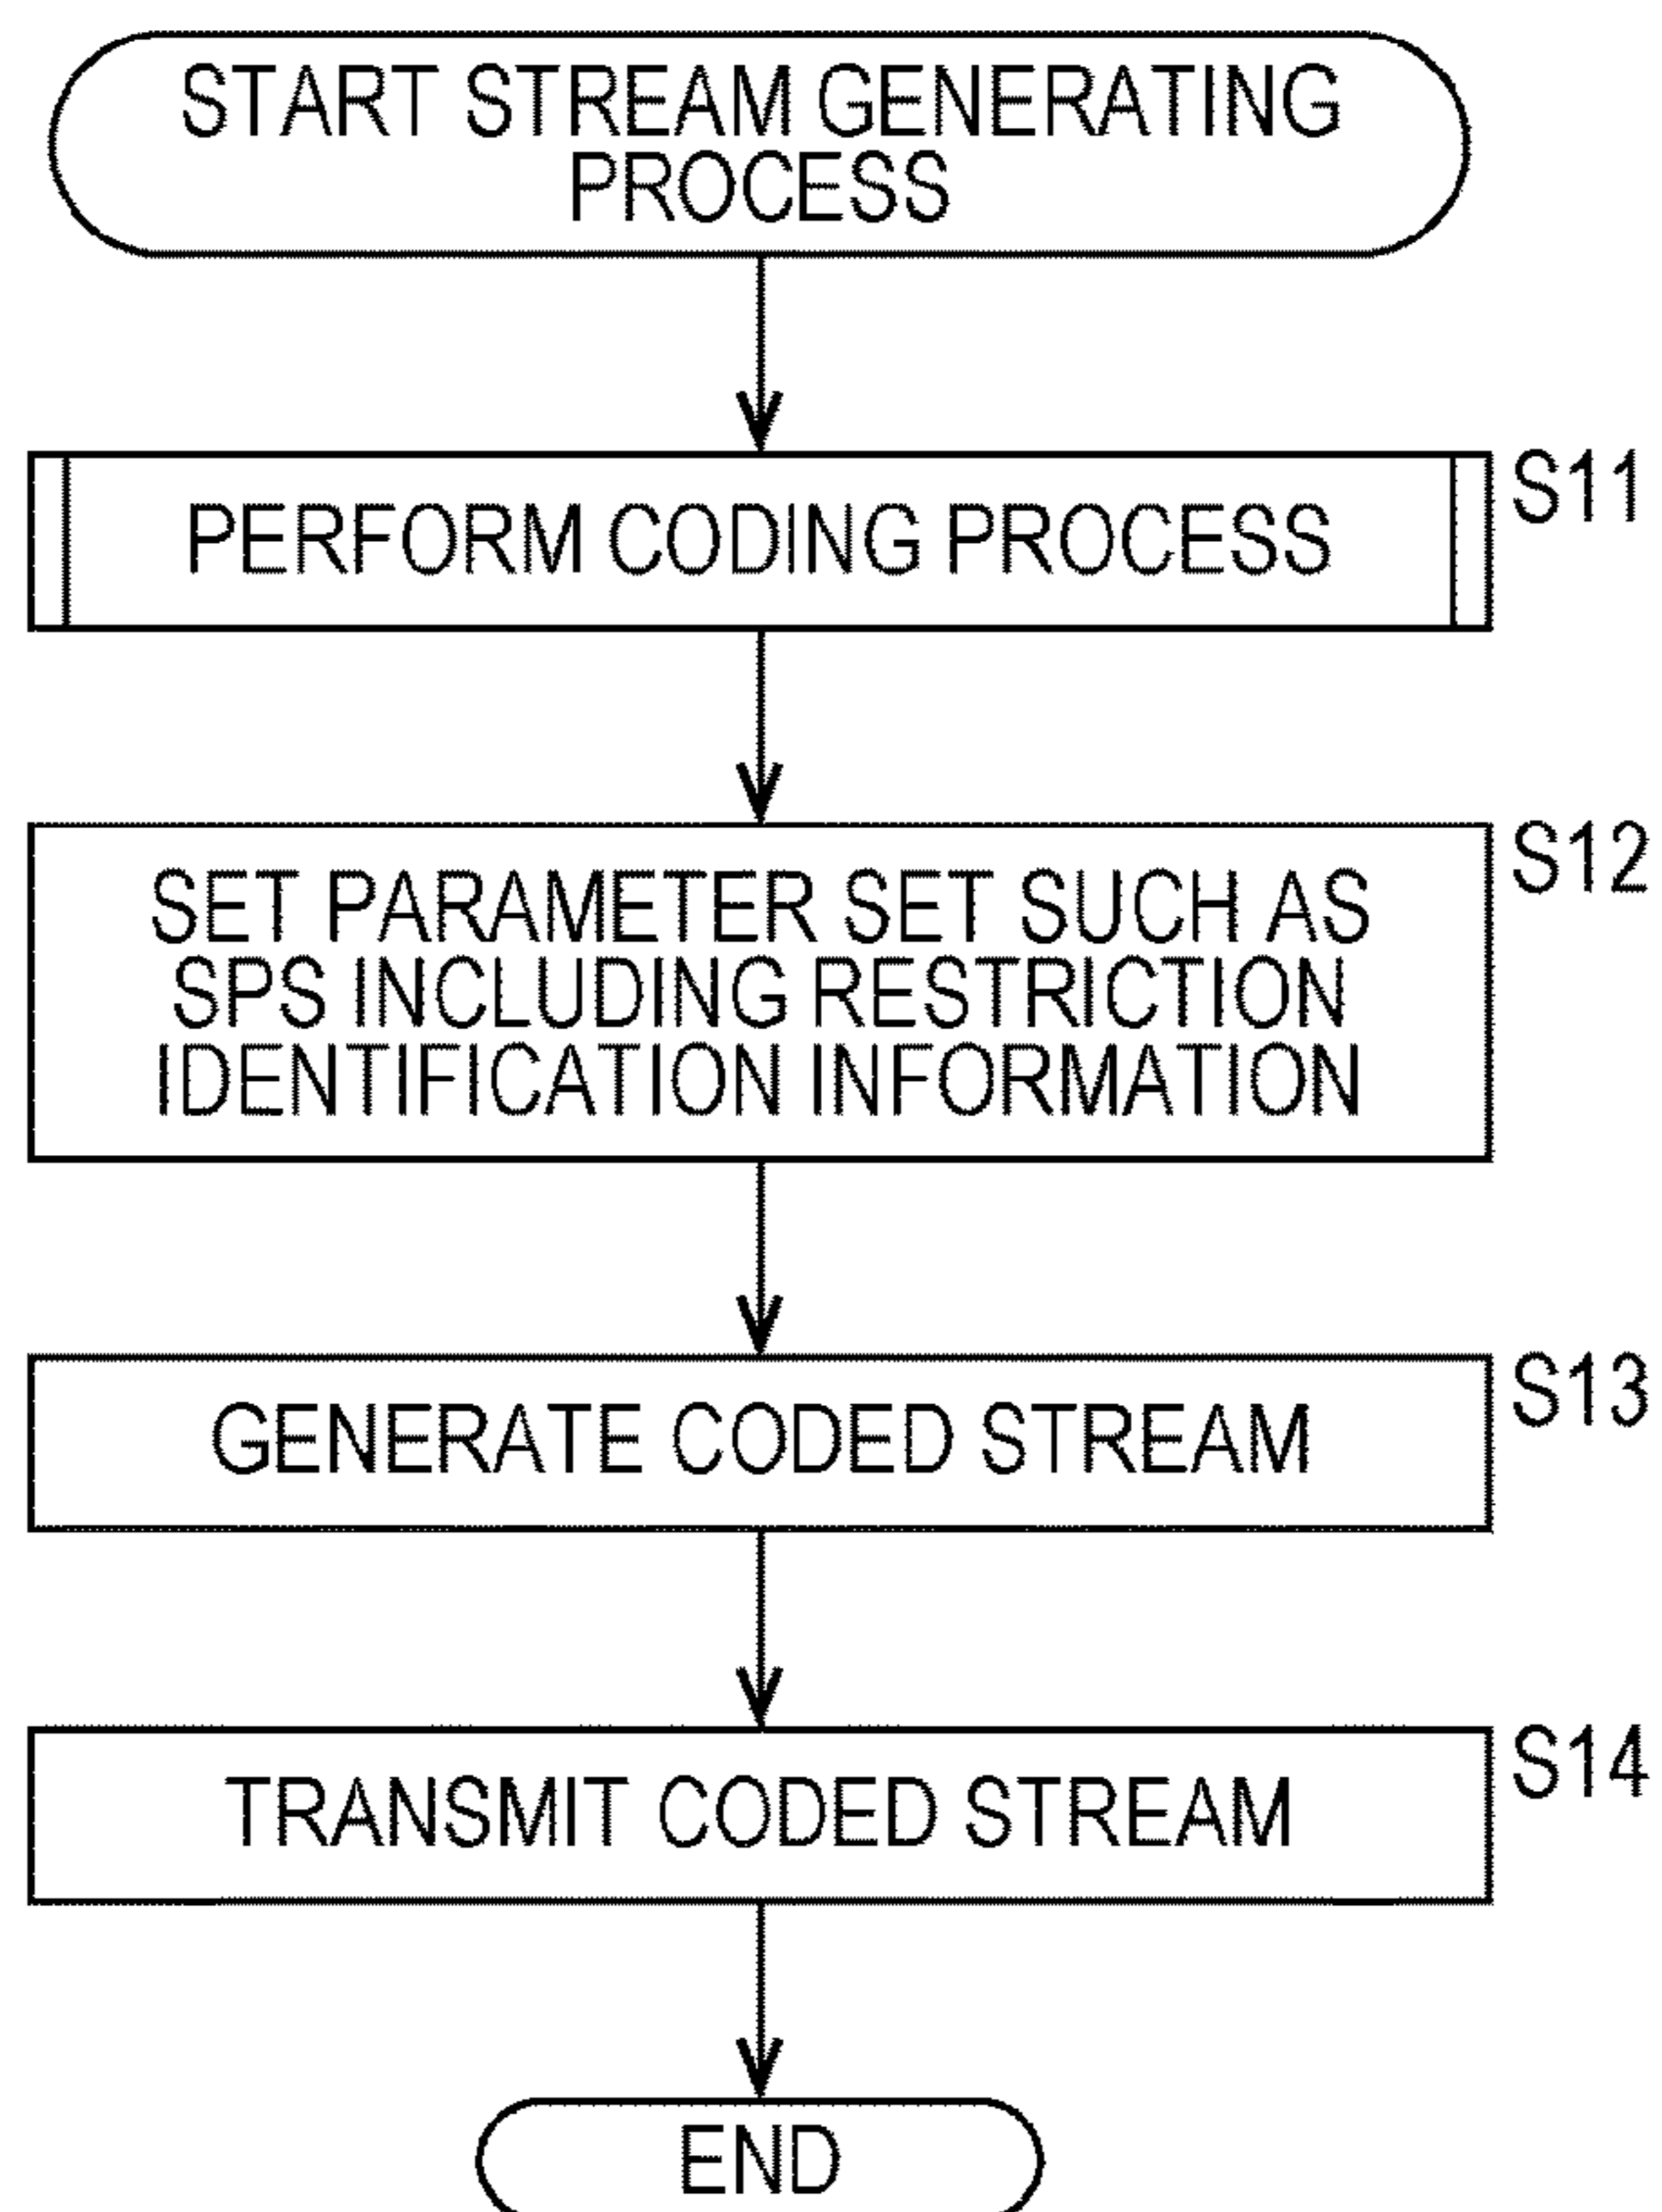 START STREAM GENERATING
PROCESS
S11
PERFORM CODING PROCESS
S12
SET PARAMETER SET SUCH AS
SPS INCLUDING RESTRICTION
IDENTIFICATION INFORMATION
S13
GENERATE CODED STREAM
S14
TRANSMIT CODED STREAM
END